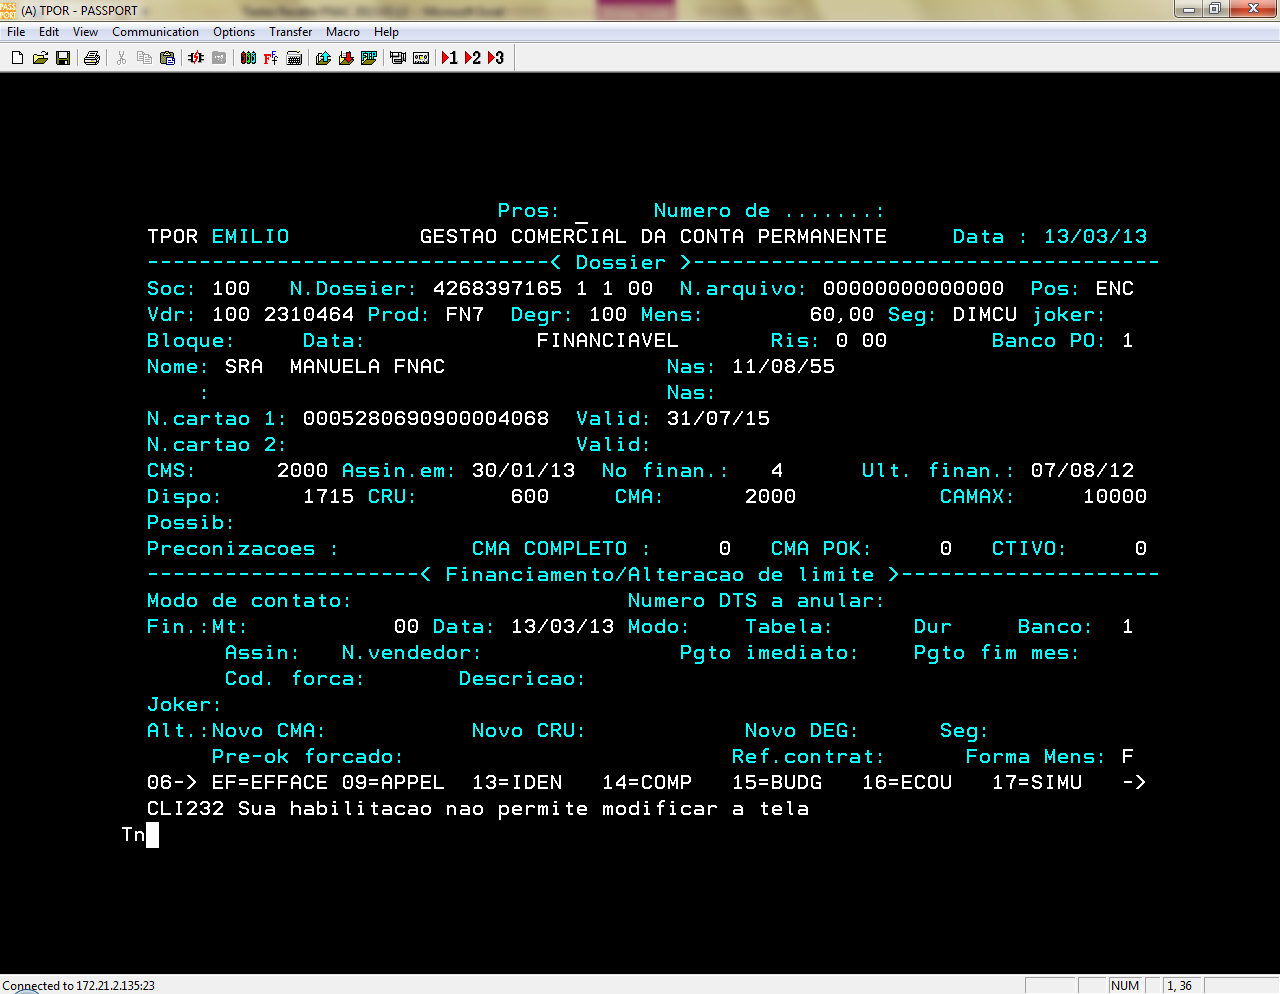 (A) TPOR - PASSPORT
File Edit View Communication Options Transfer Macro Help
1 2 3
Pros: _ Numero de .......:
TPOR EMILIO GESTAO COMERCIAL DA CONTA PERMANENTE Data : 13/03/13
-------------------------------< Dossier >------------------------------------
Soc: 100 N.Dossier: 4268397165 1 1 00 N.arquivo: 00000000000000 Pos: ENC
Vdr: 100 2310464 Prod: FN7 Degr: 100 Mens: 60,00 Seg: DIMCU joker:
Bloque: Data: FINANCIAVEL Ris: 0 00 Banco PO: 1
Nome: SRA MANUELA FNAC Nas: 11/08/55
: Nas:
N.cartao 1: 0005280690900004068 Valid: 31/07/15
N.cartao 2: Valid:
CMS: 2000 Assin.em: 30/01/13 No finan.: 4 Ult. finan.: 07/08/12
Dispo: 1715 CRU: 600 CMA: 2000 CAMAX: 10000
Possib:
Preconizacoes : CMA COMPLETO : 0 CMA POK: 0 CTIVO: 0
---------------------< Financiamento/Alteracao de limite >--------------------
Modo de contato: Numero DTS a anular:
Fin.:Mt: 00 Data: 13/03/13 Modo: Tabela: Dur Banco: 1
Assin: N.vendedor: Pgto imediato: Pgto fim mes:
Cod. forca: Descricao:
Joker:
Alt.:Novo CMA: Novo CRU: Novo DEG: Seg:
Pre-ok forcado: Ref.contrat: Forma Mens: F
06-> EF=EFFACE 09=APPEL 13=IDEN 14=COMP 15=BUDG 16=ECOU 17=SIMU ->
CLI232 Sua habilitacao nao permite modificar a tela
Tn
Connected to 172.21.2.135:23 NUM 1, 36